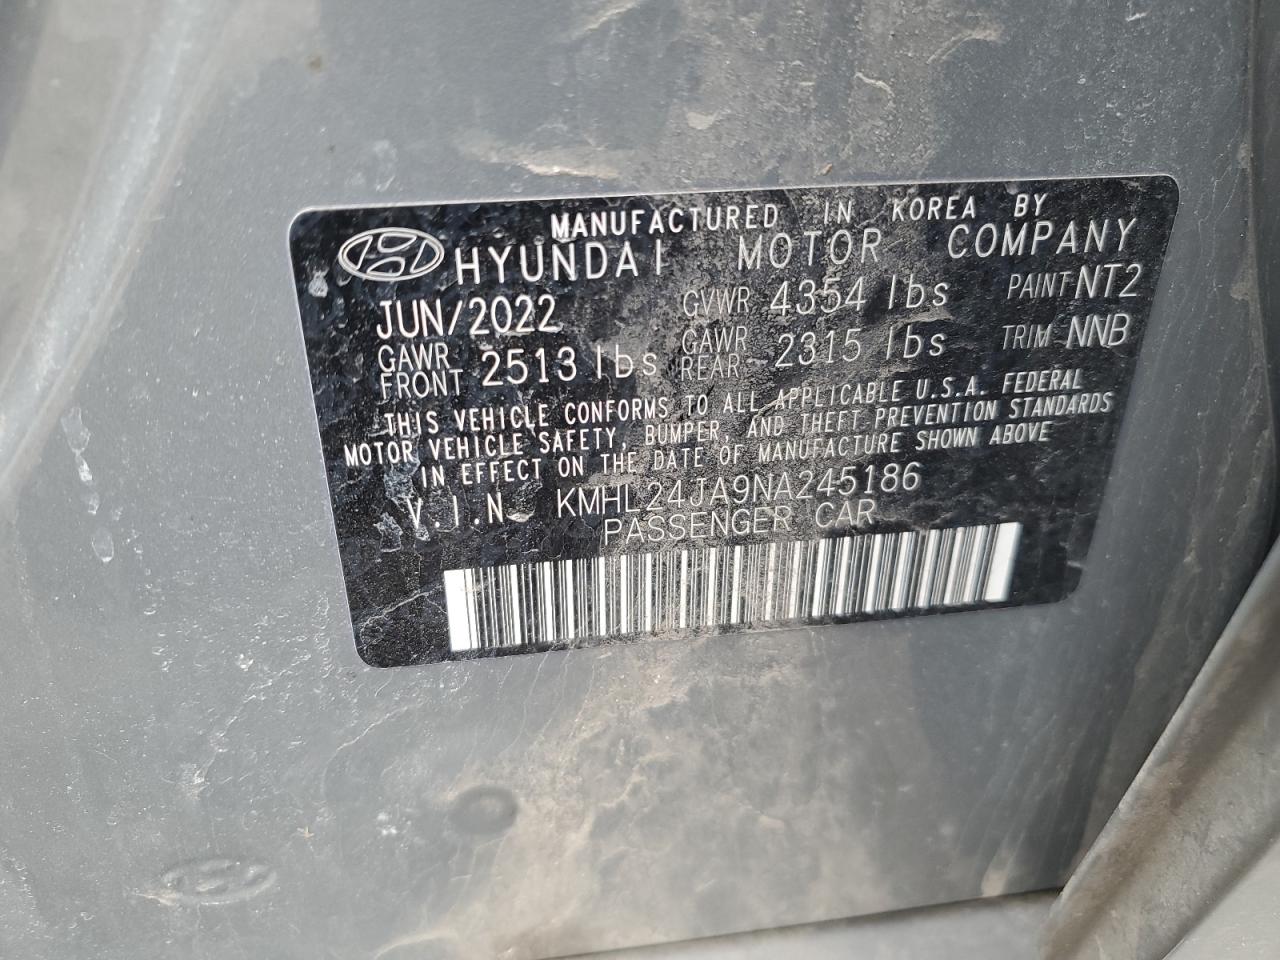 MANUFACTURED IN KOREA BY
HYUNDAI MOTOR COMPANY
JUN/2022 GVWR 4354 lbs PAINT NT2
GAWR FRONT 2513 lbs GAWR REAR 2315 lbs TRIM NNB
THIS VEHICLE CONFORMS TO ALL APPLICABLE U.S.A. FEDERAL
MOTOR VEHICLE SAFETY, BUMPER, AND THEFT PREVENTION STANDARDS
IN EFFECT ON THE DATE OF MANUFACTURE SHOWN ABOVE
V.I.N. KMHL24JA9NA245186
PASSENGER CAR